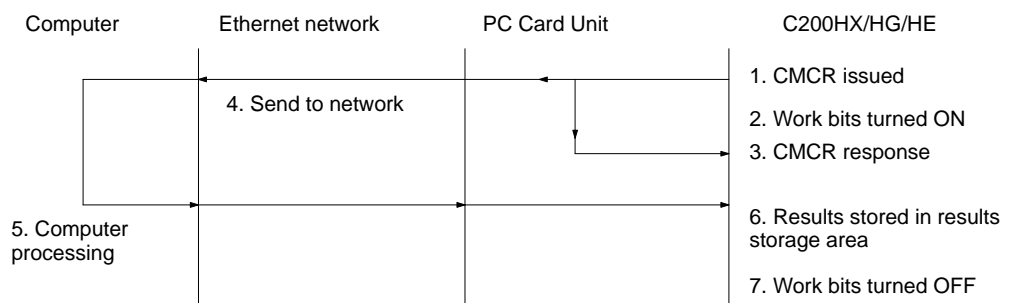 Computer
Ethernet network
PC Card Unit
C200HX/HG/HE
1. CMCR issued
4. Send to network
2. Work bits turned ON
3. CMCR response
5. Computer
processing
6. Results stored in results
storage area
7. Work bits turned OFF